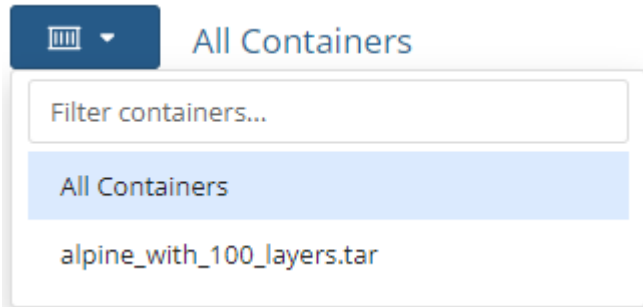 All Containers
Filter containers...
All Containers
alpine_with_100_layers.tar